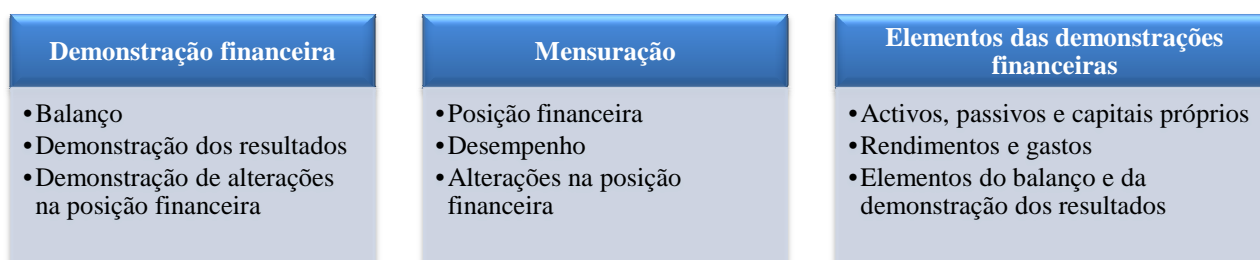 Demonstração financeira
•Balanço
•Demonstração dos resultados
•Demonstração de alterações
na posição financeira
Mensuração
•Posição financeira
•Desempenho
•Alterações na posição
financeira
Elementos das demonstrações
financeiras
•Activos, passivos e capitais próprios
•Rendimentos e gastos
•Elementos do balanço e da
demonstração dos resultados